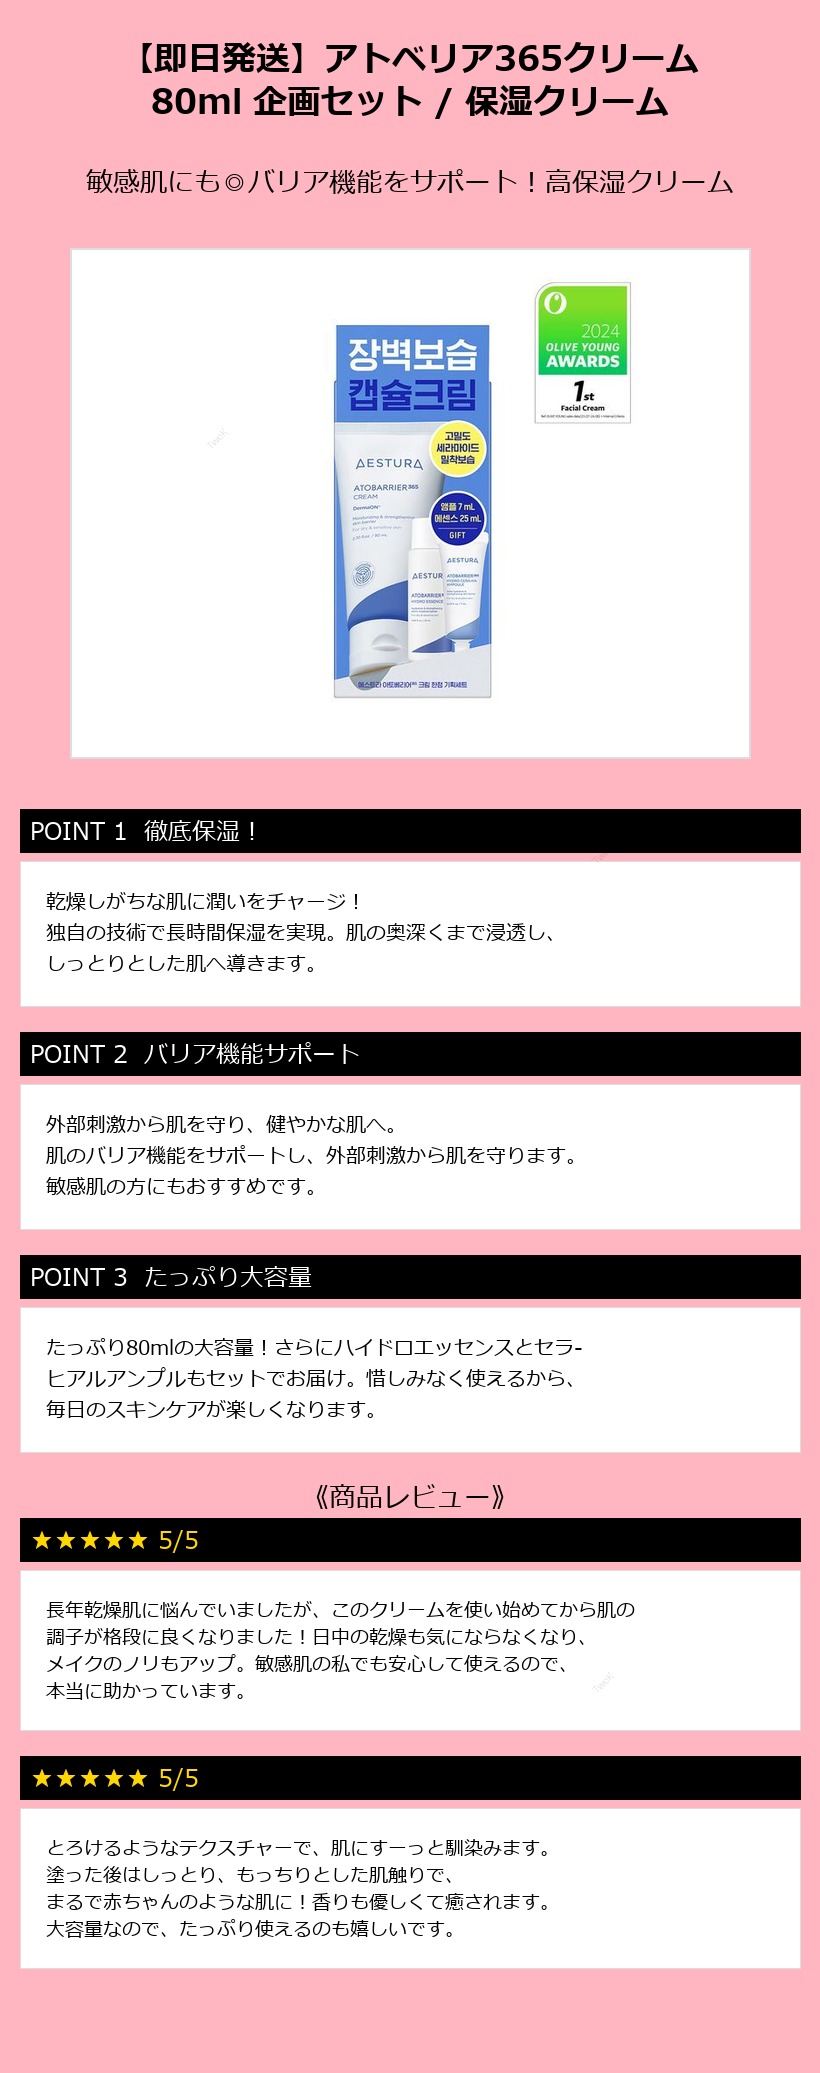 【即日発送】アトベリア365クリーム
80ml 企画セット / 保湿クリーム
敏感肌にも◎バリア機能をサポート！高保湿クリーム
2024
OLIVE YOUNG
AWARDS
1st
Facial Cream
장벽보습
캡슐크림
고밀도
세라마이드
밀착보습
AESTURA
ATOBARRIER365
CREAM
DermaON
Moisturizing & strengthening
skin barrier
For dry & sensitive skin
앰플 7 mL
에센스 25 mL
GIFT
AESTUR
ATOBARRIER
HYDRO ESSENCE
AESTURA
ATOBARRIER365
에스트라 아토베리어365 크림 한정 기획세트
POINT 1 徹底保湿！
乾燥しがちな肌に潤いをチャージ！
独自の技術で長時間保湿を実現。肌の奥深くまで浸透し、
しっとりとした肌へ導きます。
POINT 2 バリア機能サポート
外部刺激から肌を守り、健やかな肌へ。
肌のバリア機能をサポートし、外部刺激から肌を守ります。
敏感肌の方にもおすすめです。
POINT 3 たっぷり大容量
たっぷり80mlの大容量！さらにハイドロエッセンスとセラ-
ヒアルアンプルもセットでお届け。惜しみなく使えるから、
毎日のスキンケアが楽しくなります。
《商品レビュー》
★★★★★ 5/5
長年乾燥肌に悩んでいましたが、このクリームを使い始めてから肌の
調子が格段に良くなりました！日中の乾燥も気にならなくなり、
メイクのノリもアップ。敏感肌の私でも安心して使えるので、
本当に助かっています。
★★★★★ 5/5
とろけるようなテクスチャーで、肌にすーっと馴染みます。
塗った後はしっとり、もっちりとした肌触りで、
まるで赤ちゃんのような肌に！香りも優しくて癒されます。
大容量なので、たっぷり使えるのも嬉しいです。